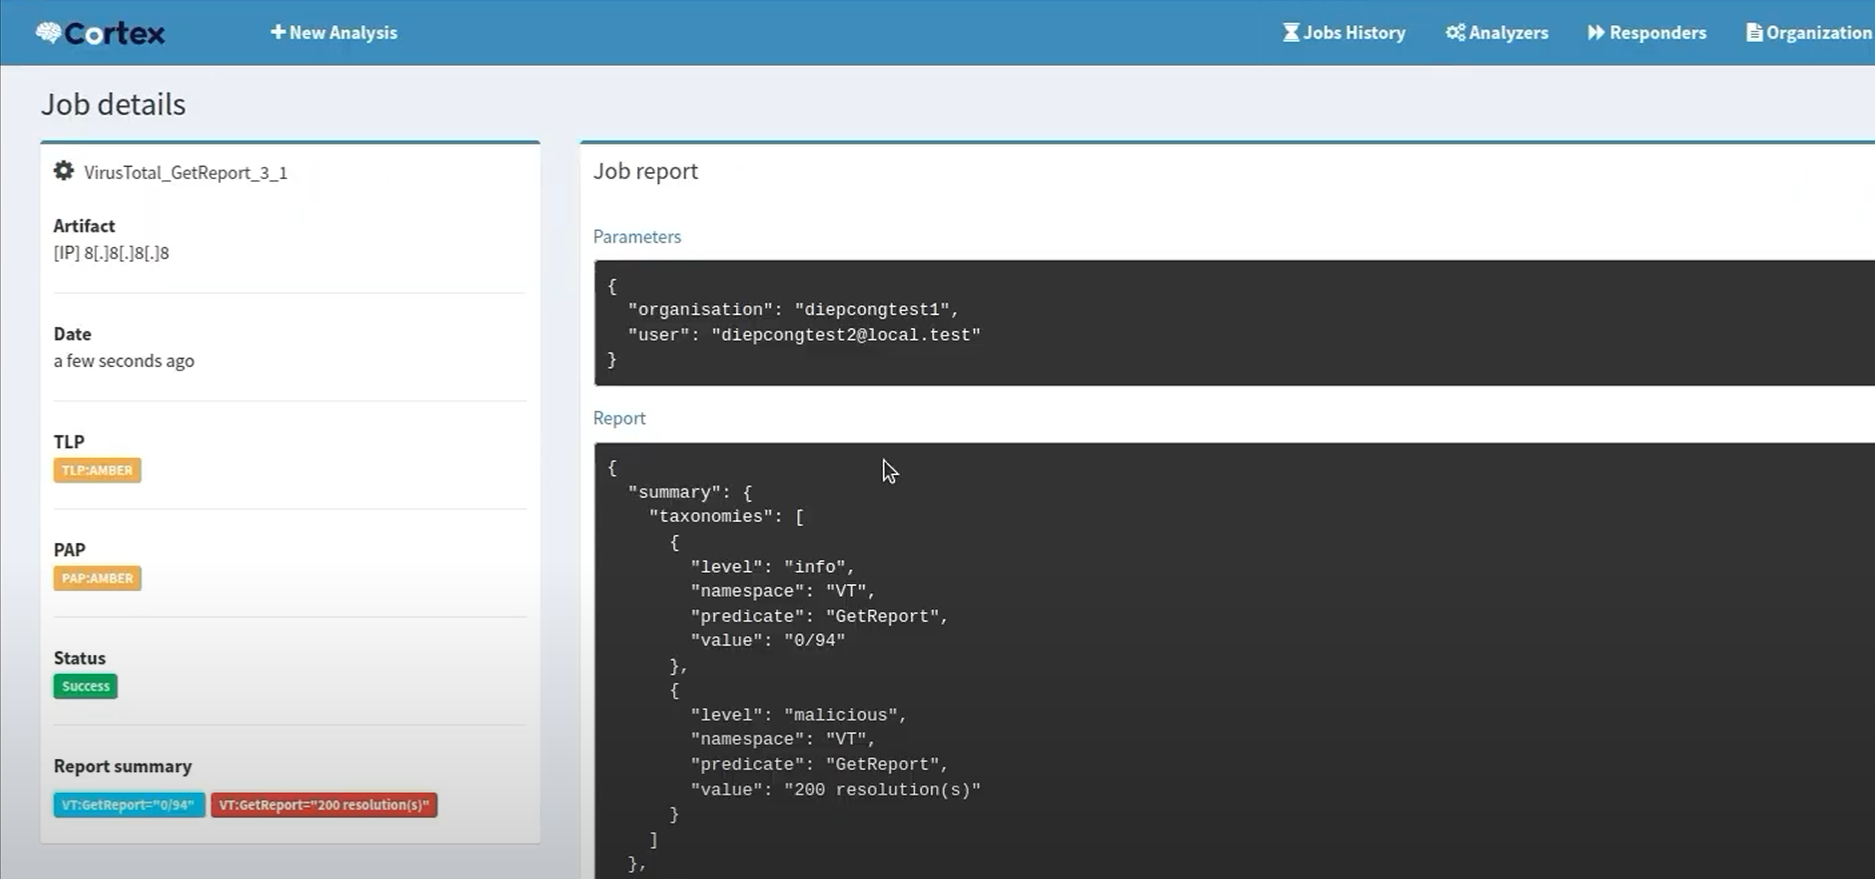 Cortex
New Analysis
Jobs History
Analyzers
Responders
Organization
Job details
VirusTotal_GetReport_3_1
Artifact
[IP] 8[.]8[.]8[.]8
Date
a few seconds ago
TLP
TLP:AMBER
PAP
PAP:AMBER
Status
Success
Report summary
VT:GetReport="0/94" VT:GetReport="200 resolution(s)"
Job report
Parameters
{
"organisation": "diepcongtest1",
"user": "diepcongtest2@local.test"
}
Report
{
"summary": {
"taxonomies": [
{
"level": "info",
"namespace": "VT",
"predicate": "GetReport",
"value": "0/94"
},
{
"level": "malicious",
"namespace": "VT",
"predicate": "GetReport",
"value": "200 resolution(s)"
}
]
},